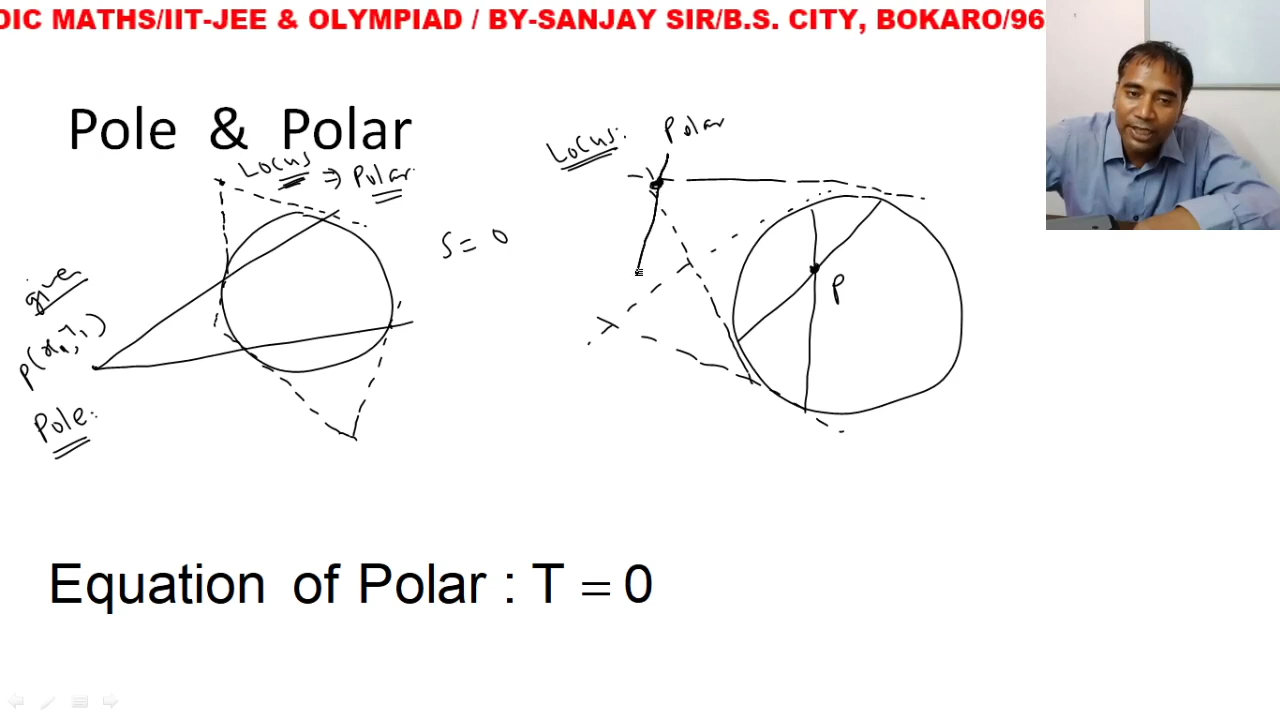 DIC MATHS/IIT-JEE & OLYMPIAD / BY-SANJAY SIR/B.S. CITY, BOKARO/96
Pole & Polar
Locus ⇒ Polar.
Locus:
Polar
S = 0
given
P(x₁, y₁)
Pole:
P
Equation of Polar : T = 0